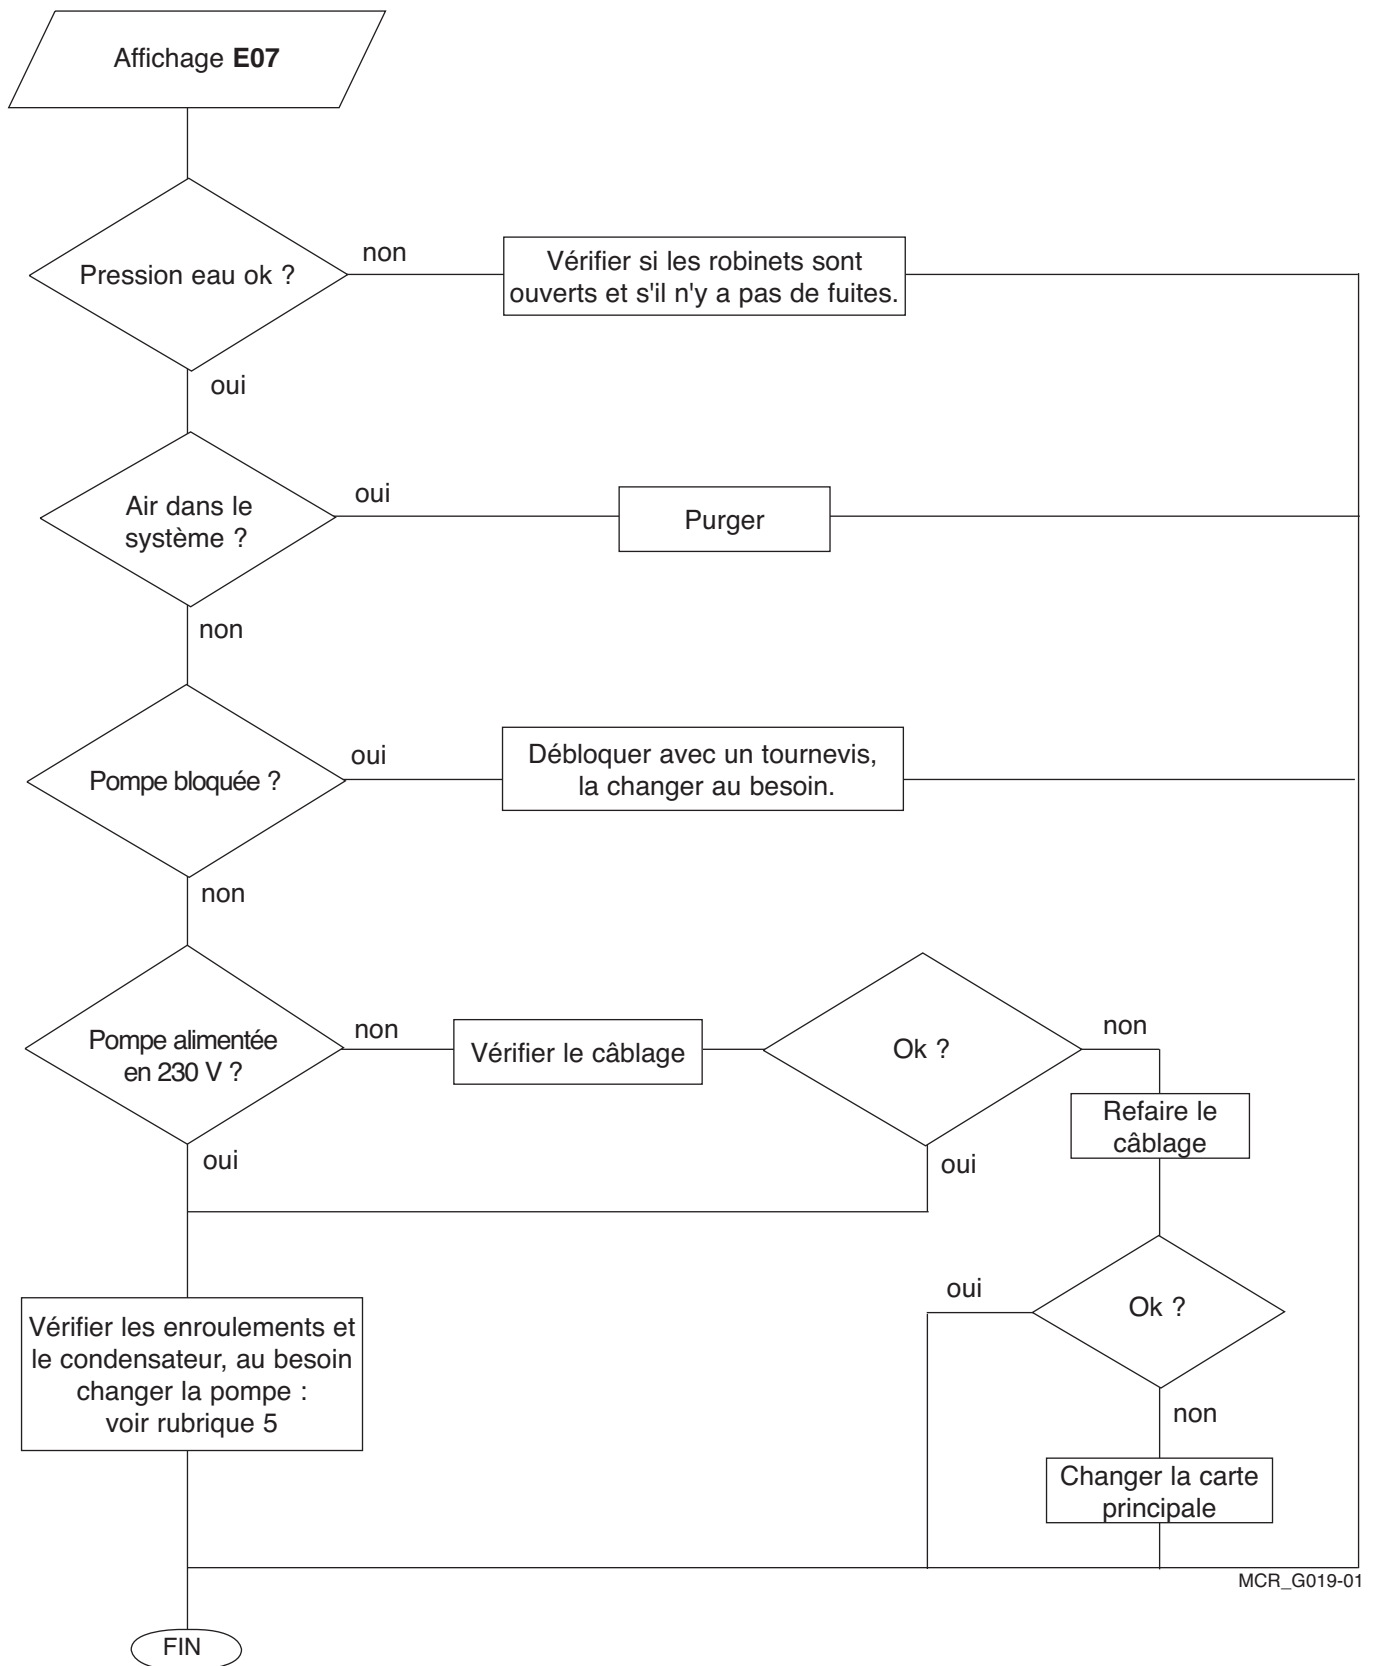 Affichage E07
Pression eau ok ?
non
Vérifier si les robinets sont
ouverts et s'il n'y a pas de fuites.
oui
Air dans le
système ?
oui
Purger
non
Pompe bloquée ?
oui
Débloquer avec un tournevis,
la changer au besoin.
non
Pompe alimentée
en 230 V ?
non
Vérifier le câblage
Ok ?
non
Refaire le
câblage
oui
oui
oui
Ok ?
Vérifier les enroulements et
le condensateur, au besoin
changer la pompe :
voir rubrique 5
non
Changer la carte
principale
MCR_G019-01
FIN